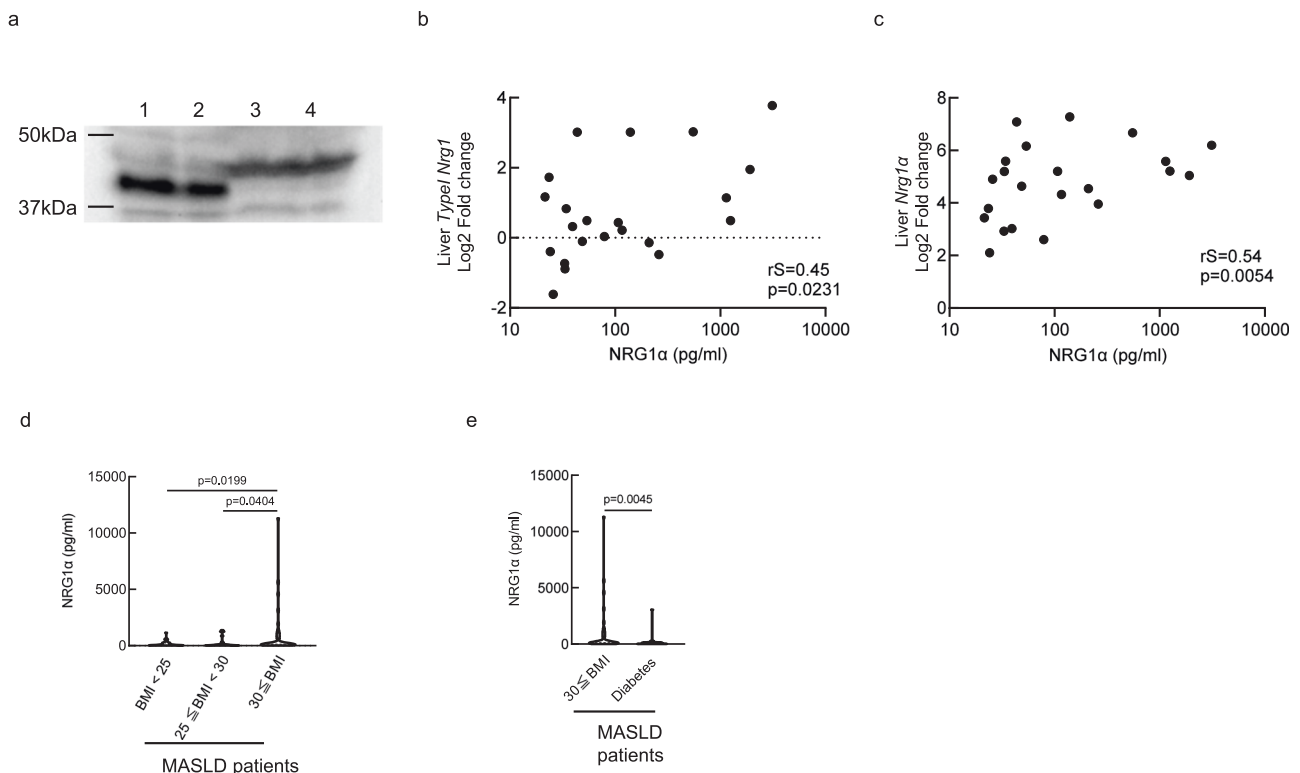 a
b
c
1 2 3 4
50kDa
37kDa
Liver TypeI Nrg1
Log2 Fold change
4
2
0
-2
rS=0.45
p=0.0231
10 100 1000 10000
NRG1α (pg/ml)
Liver Nrg1α
Log2 Fold change
8
6
4
2
0
rS=0.54
p=0.0054
10 100 1000 10000
NRG1α (pg/ml)
d
e
NRG1α (pg/ml)
15000
10000
5000
0
p=0.0199
p=0.0404
BMI < 25
25 ≦ BMI < 30
30 ≦ BMI
MASLD patients
NRG1α (pg/ml)
15000
10000
5000
0
p=0.0045
30 ≦ BMI
Diabetes
MASLD
patients